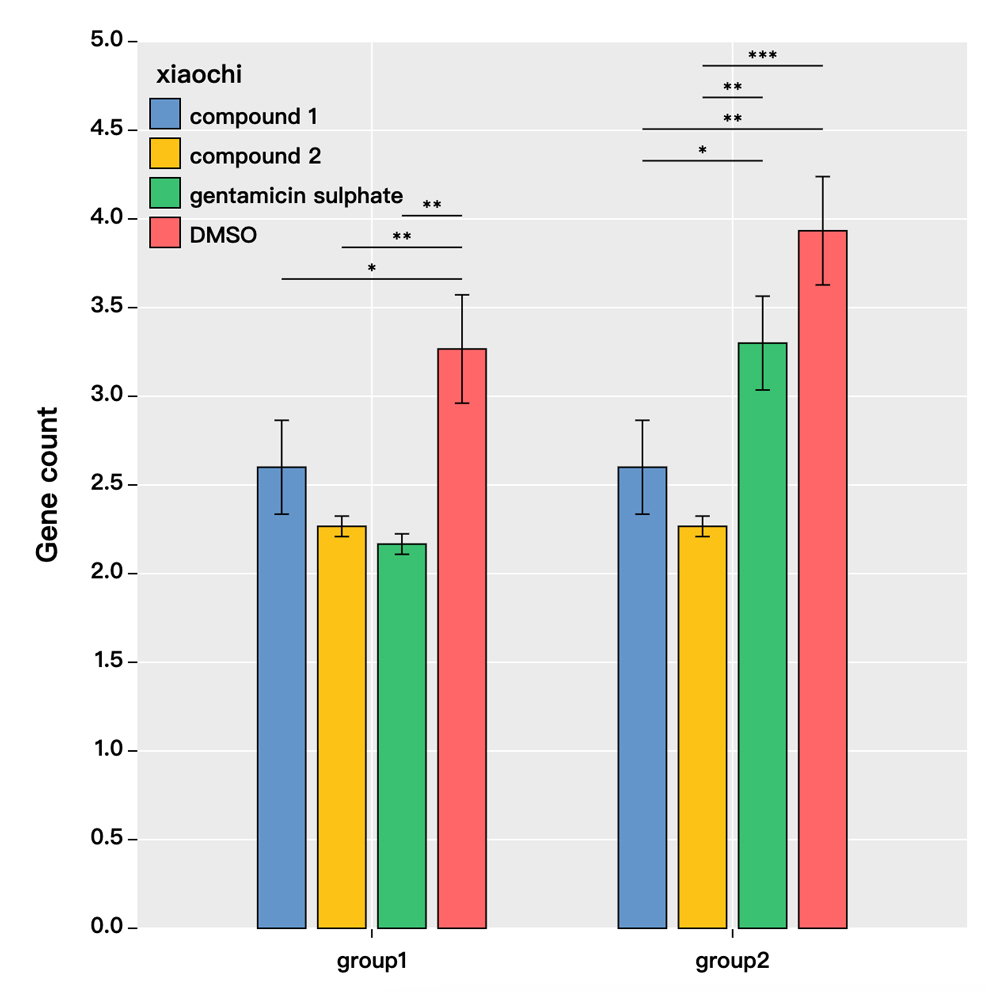 5.0
4.5
4.0
3.5
3.0
2.5
2.0
1.5
1.0
0.5
0.0
Gene count
xiaochi
compound 1
compound 2
gentamicin sulphate
DMSO
**
**
*
***
**
**
*
group1
group2